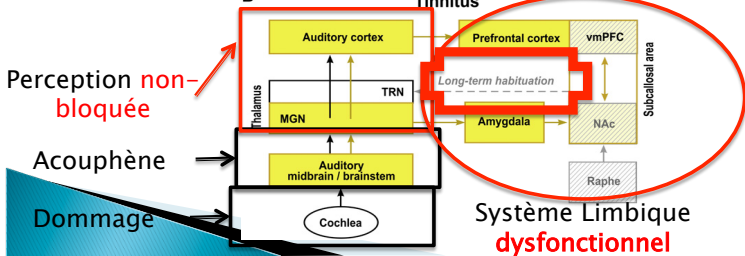 Tinnitus
Auditory cortex
Prefrontal cortex
vmPFC
Subcallosal area
Long-term habituation
Perception non-
bloquée
Thalamus
TRN
MGN
Amygdala
NAc
Acouphène
Auditory
midbrain / brainstem
Raphe
Dommage
Cochlea
Système Limbique
dysfonctionnel